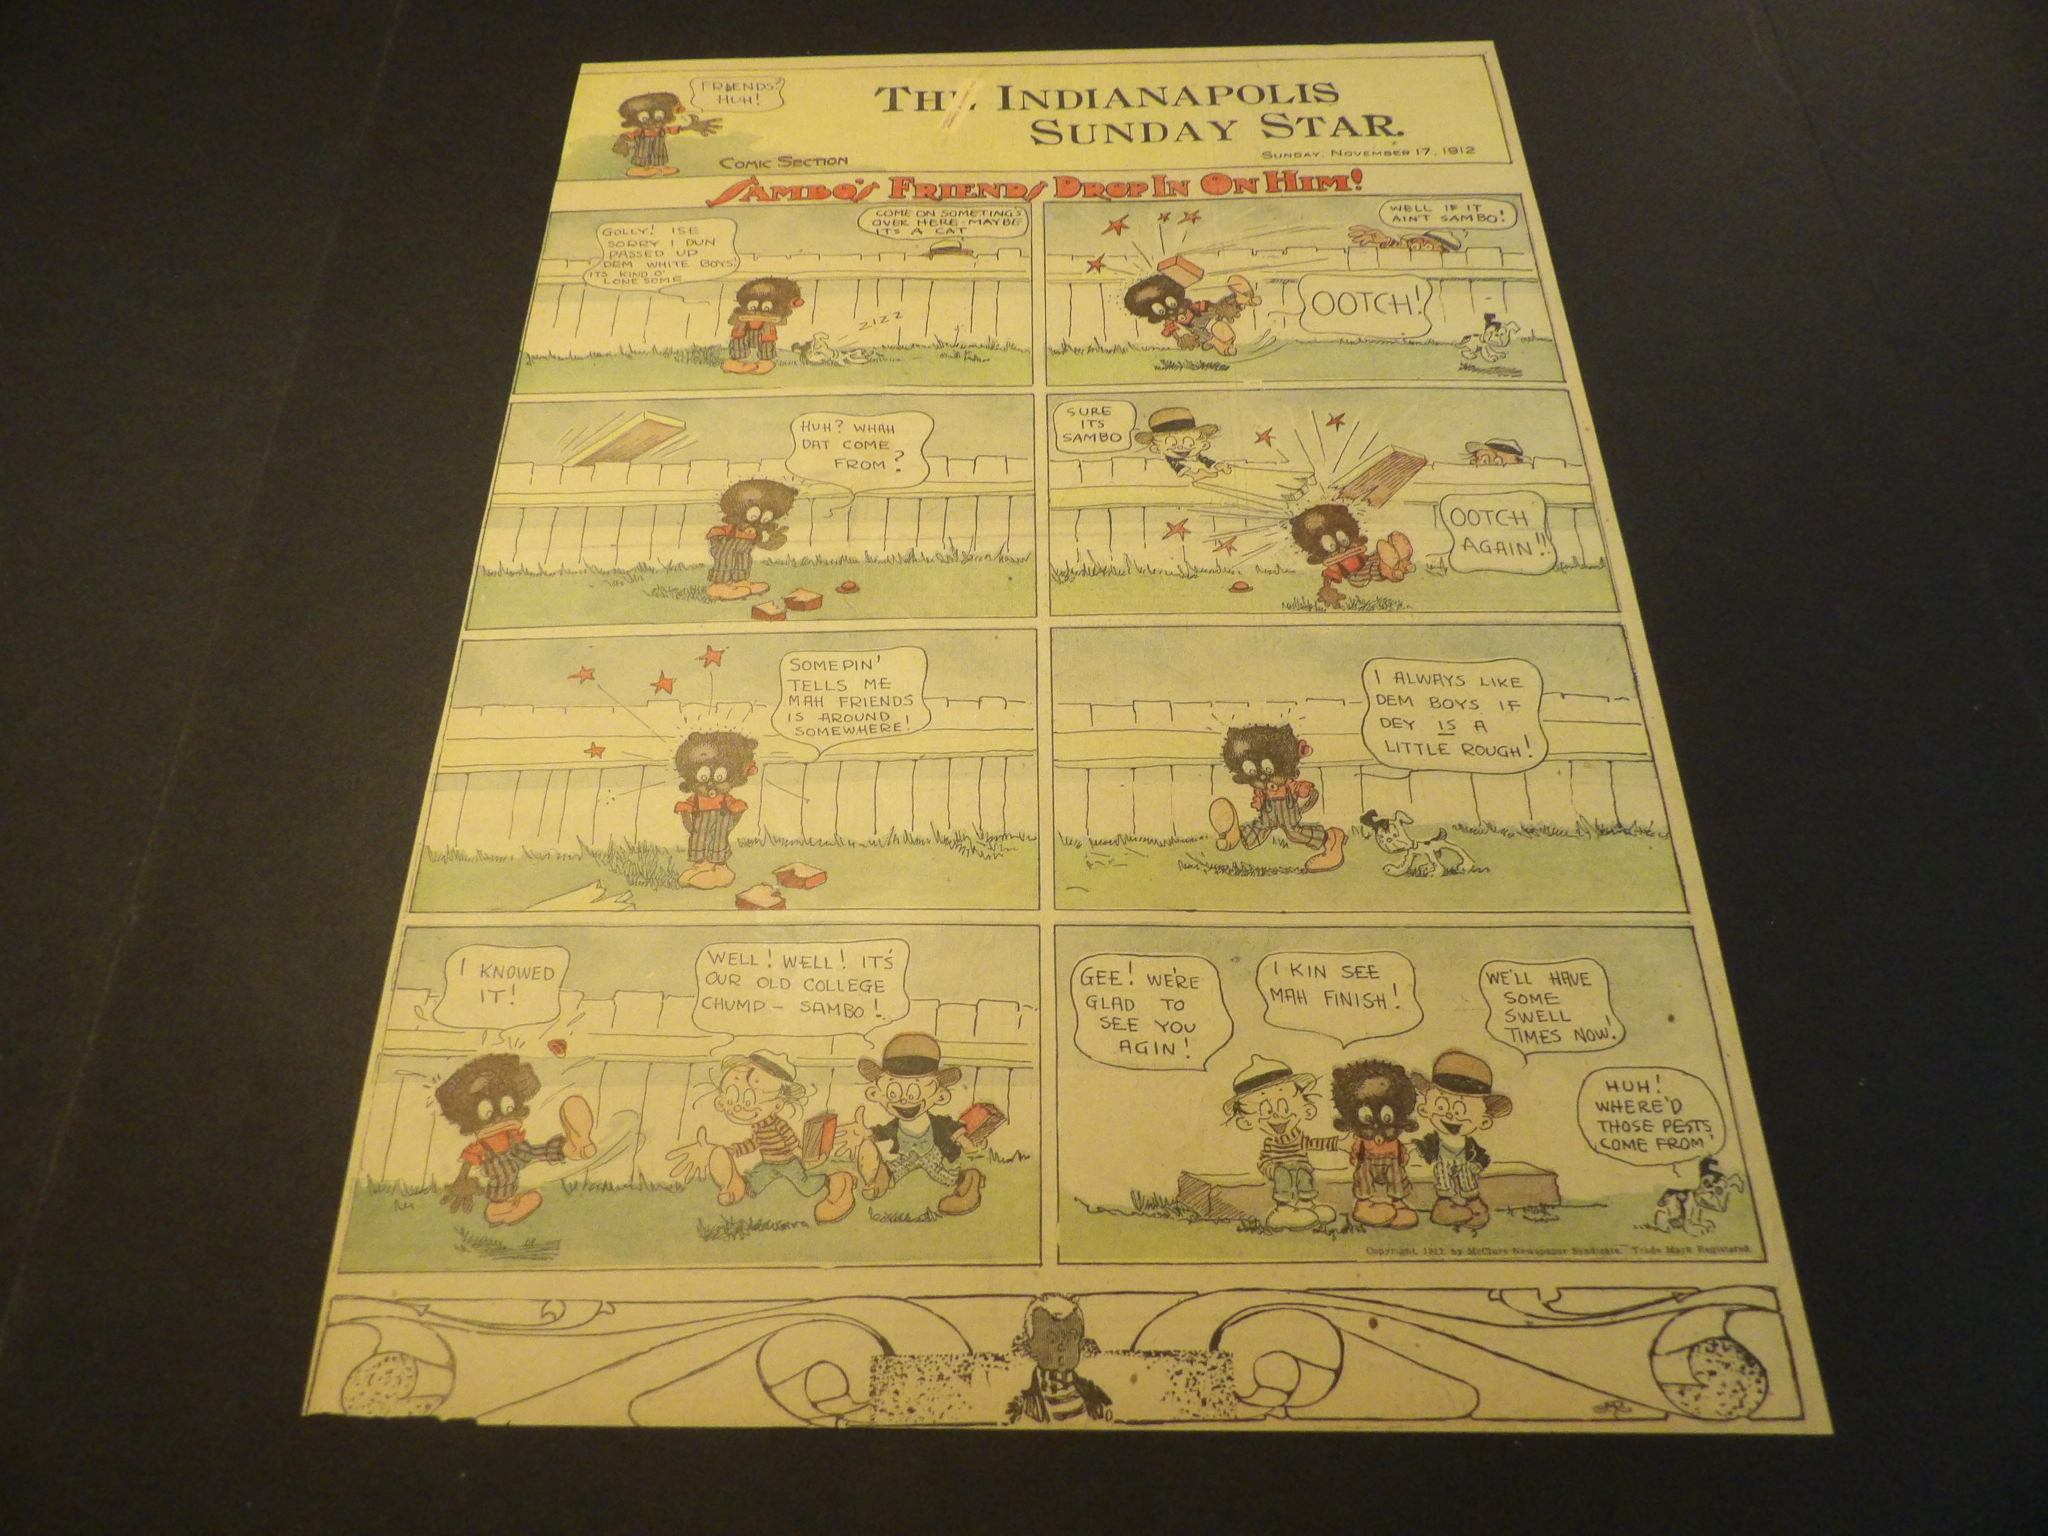 FRIENDS?
HUH!
THE INDIANAPOLIS
SUNDAY STAR.
COMIC SECTION
SUNDAY, NOVEMBER 17, 1912
SAMBO'S FRIENDS DROP IN ON HIM!
GOLLY! ISE
SORRY I DUN
PASSED UP
DEM WHITE BOYS!
ITS KIND O'
LONESOME
COME ON SOMETING'S
OVER HERE - MAYBE
ITS A CAT
ZIZZ
WELL IF IT
AIN'T SAMBO!
OOTCH!
HUH? WHAH
DAT COME
FROM?
SURE
ITS
SAMBO
OOTCH
AGAIN!!
SOMEPIN'
TELLS ME
MAH FRIENDS
IS AROUND
SOMEWHERE!
I ALWAYS LIKE
DEM BOYS IF
DEY IS A
LITTLE ROUGH!
I KNOWED
IT!
WELL! WELL! IT'S
OUR OLD COLLEGE
CHUMP - SAMBO!
GEE! WE'RE
GLAD TO
SEE YOU
AGIN!
I KIN SEE
MAH FINISH!
WE'LL HAVE
SOME
SWELL
TIMES NOW!
HUH!
WHERE'D
THOSE PESTS
COME FROM?
Copyright, 1912, by McClure Newspaper Syndicate. Trade Mark Registered.